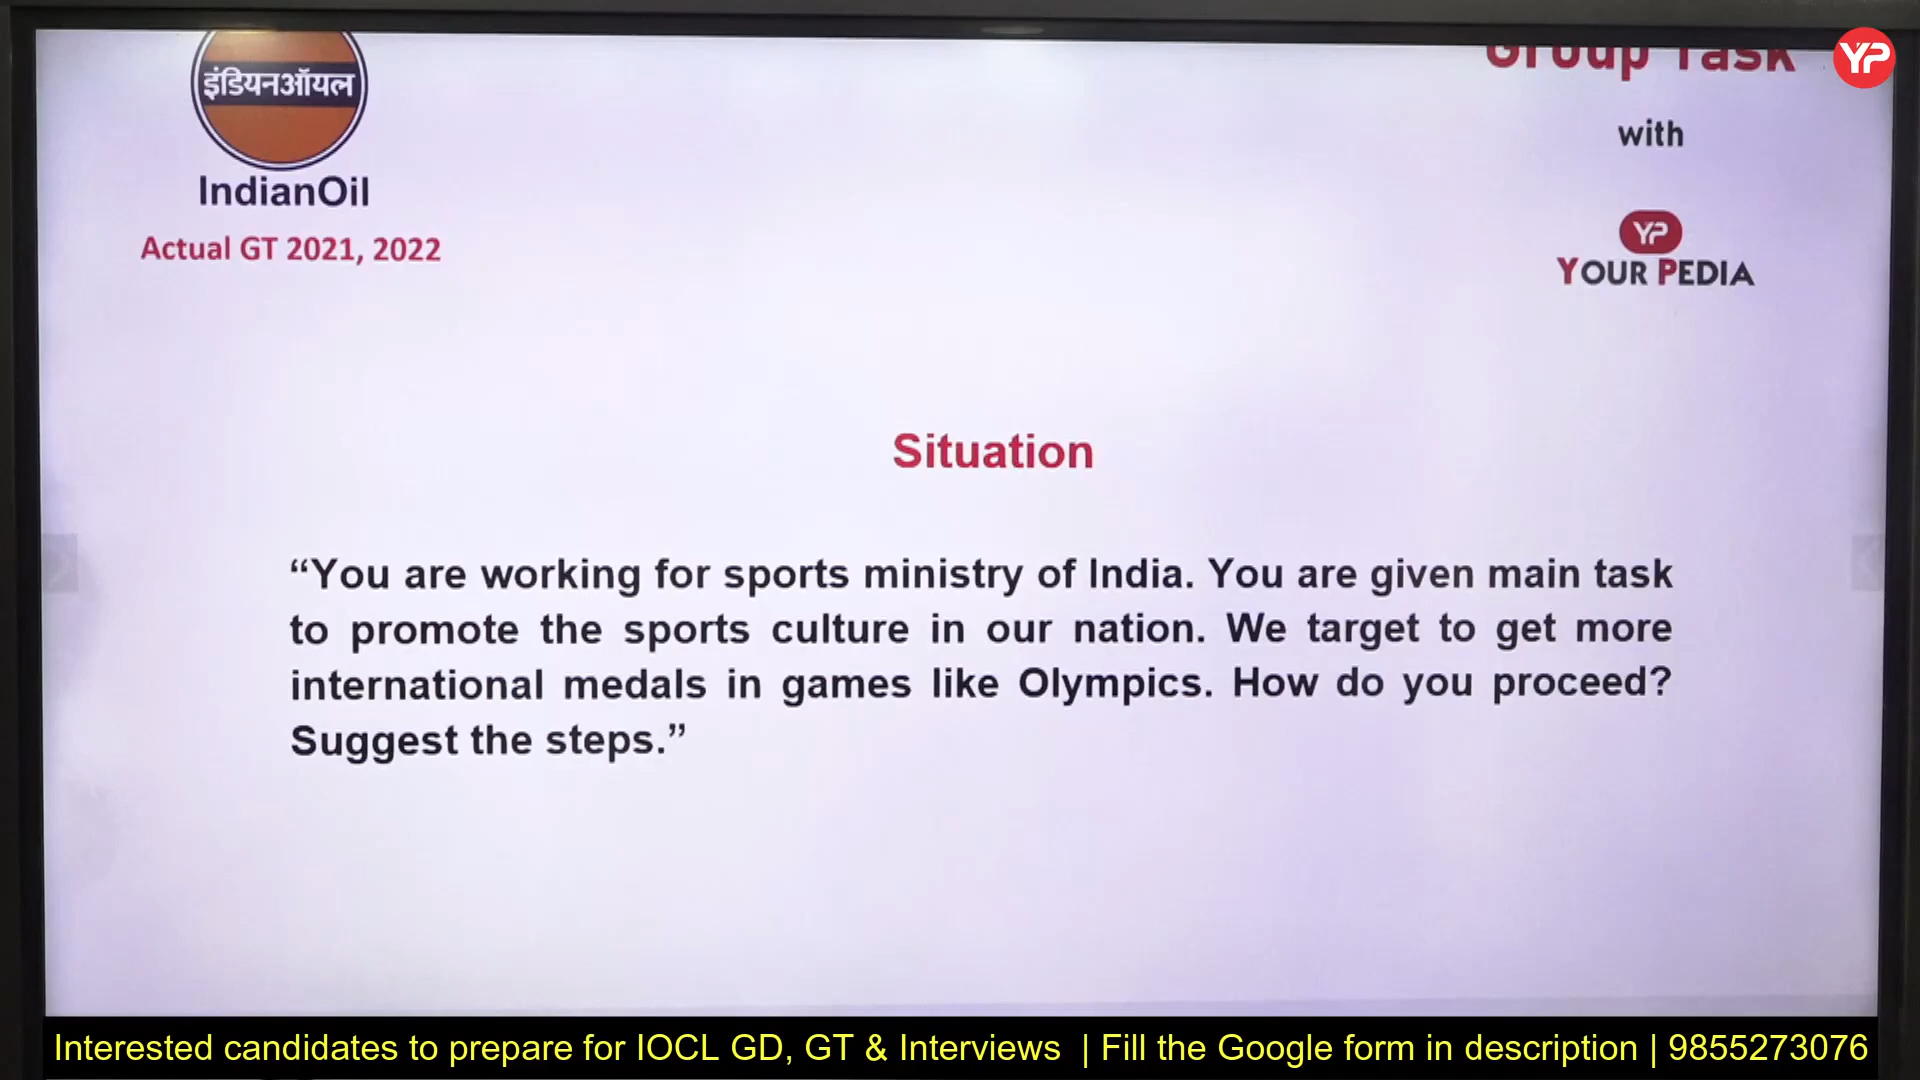 इंडियनऑयल
IndianOil
Actual GT 2021, 2022
Group Task
YP
with
YP
YOUR PEDIA
Situation
“You are working for sports ministry of India. You are given main task
to promote the sports culture in our nation. We target to get more
international medals in games like Olympics. How do you proceed?
Suggest the steps.”
Interested candidates to prepare for IOCL GD, GT & Interviews | Fill the Google form in description | 9855273076